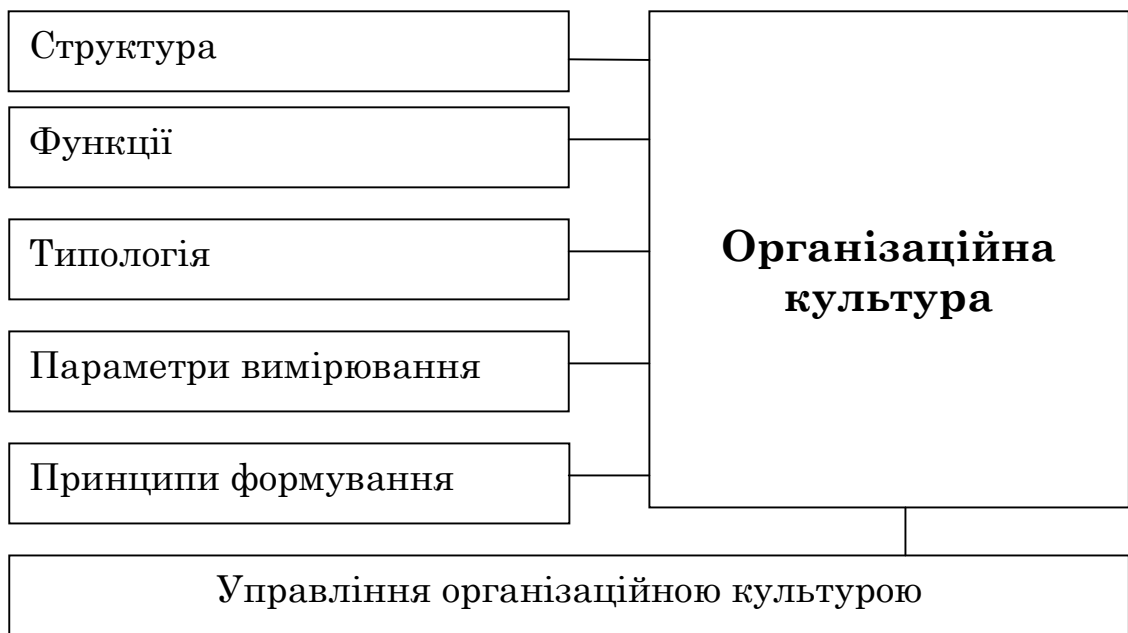 Структура
Функції
Типологія
Параметри вимірювання
Принципи формування
Організаційна
культура
Управління організаційною культурою